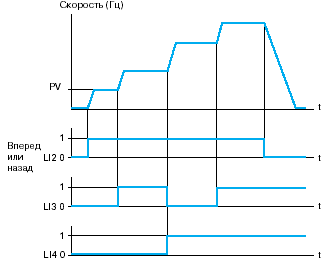 Скорость (Гц)
PV
t
Вперед
или
назад
1
LI2 0
t
1
LI3 0
t
1
LI4 0
t